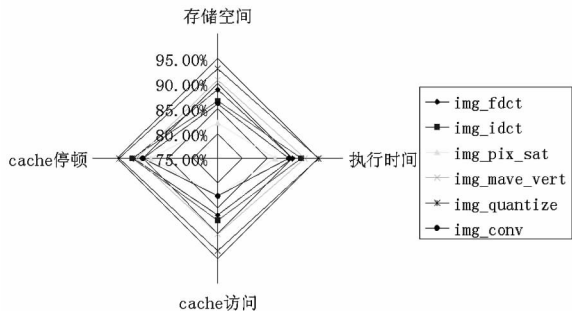 存储空间
95.00%
90.00%
85.00%
80.00%
cache停顿
75.00%
执行时间
cache访问
img_fdct
img_idct
img_pix_sat
img_mave_vert
img_quantize
img_conv